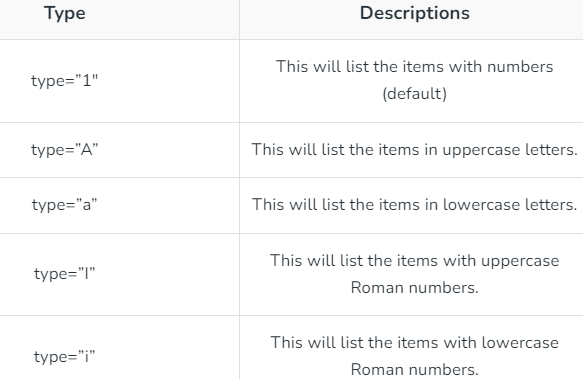 Type Descriptions
type=”1" This will list the items with numbers
(default)
type=”A” This will list the items in uppercase letters.
type=”a” This will list the items in lowercase letters.
type=”I” This will list the items with uppercase
Roman numbers.
type=”i” This will list the items with lowercase
Roman numbers.